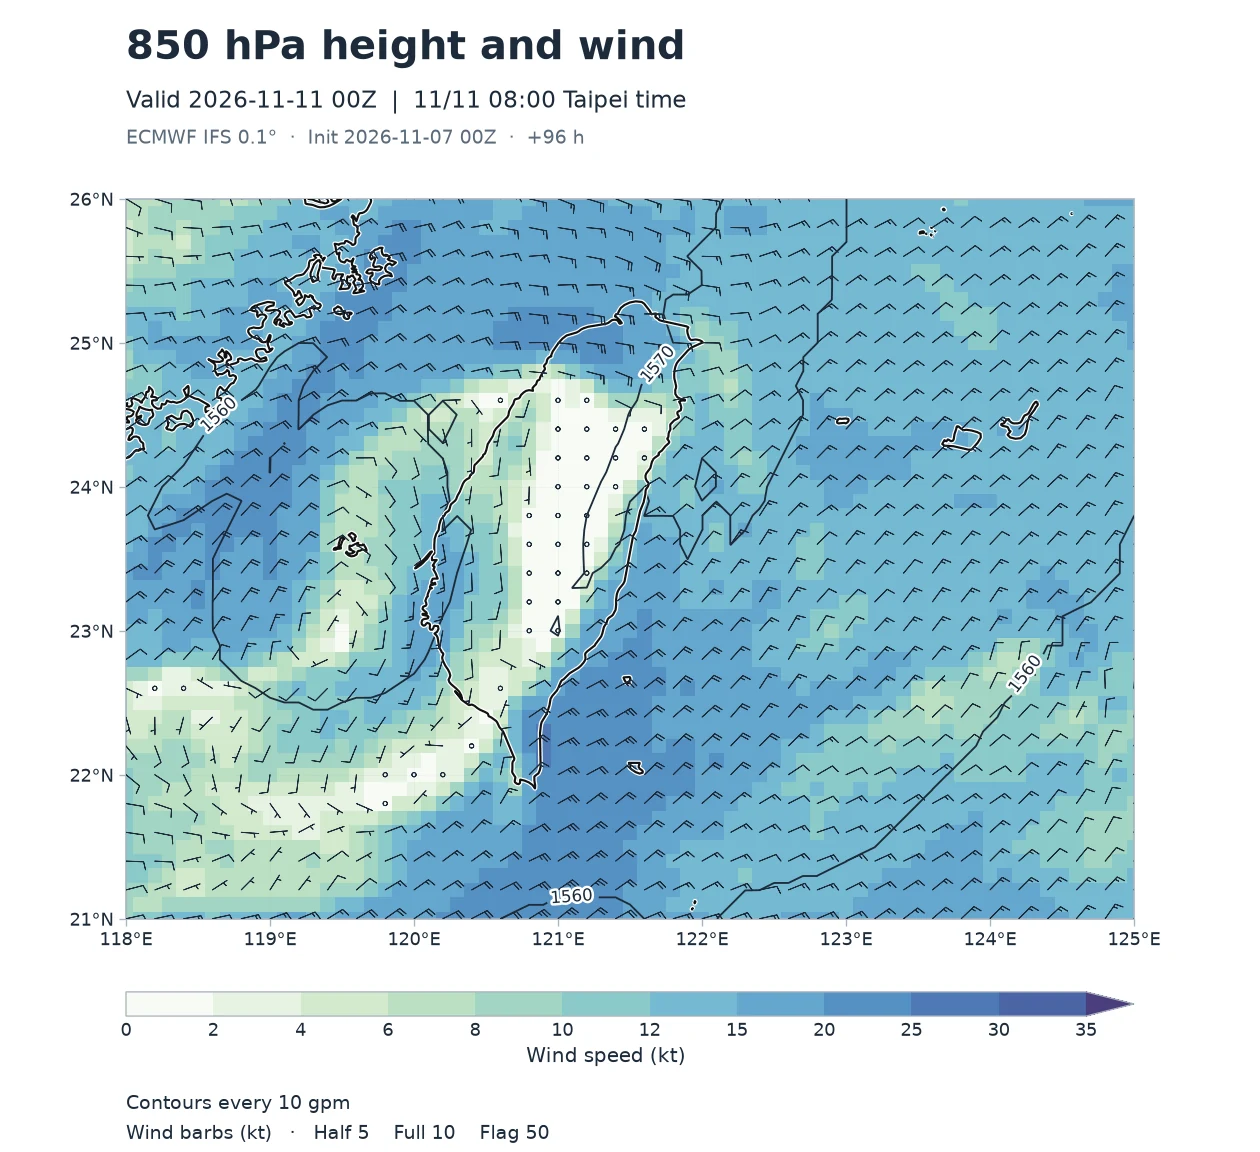 850 hPa height and wind
Valid 2026-11-11 00Z | 11/11 08:00 Taipei time
ECMWF IFS 0.1° · Init 2026-11-07 00Z · +96 h
26°N
25°N
24°N
23°N
22°N
21°N
1570
1560
1560
1560
118°E 119°E 120°E 121°E 122°E 123°E 124°E 125°E
0 2 4 6 8 10 12 15 20 25 30 35
Wind speed (kt)
Contours every 10 gpm
Wind barbs (kt) · Half 5 Full 10 Flag 50